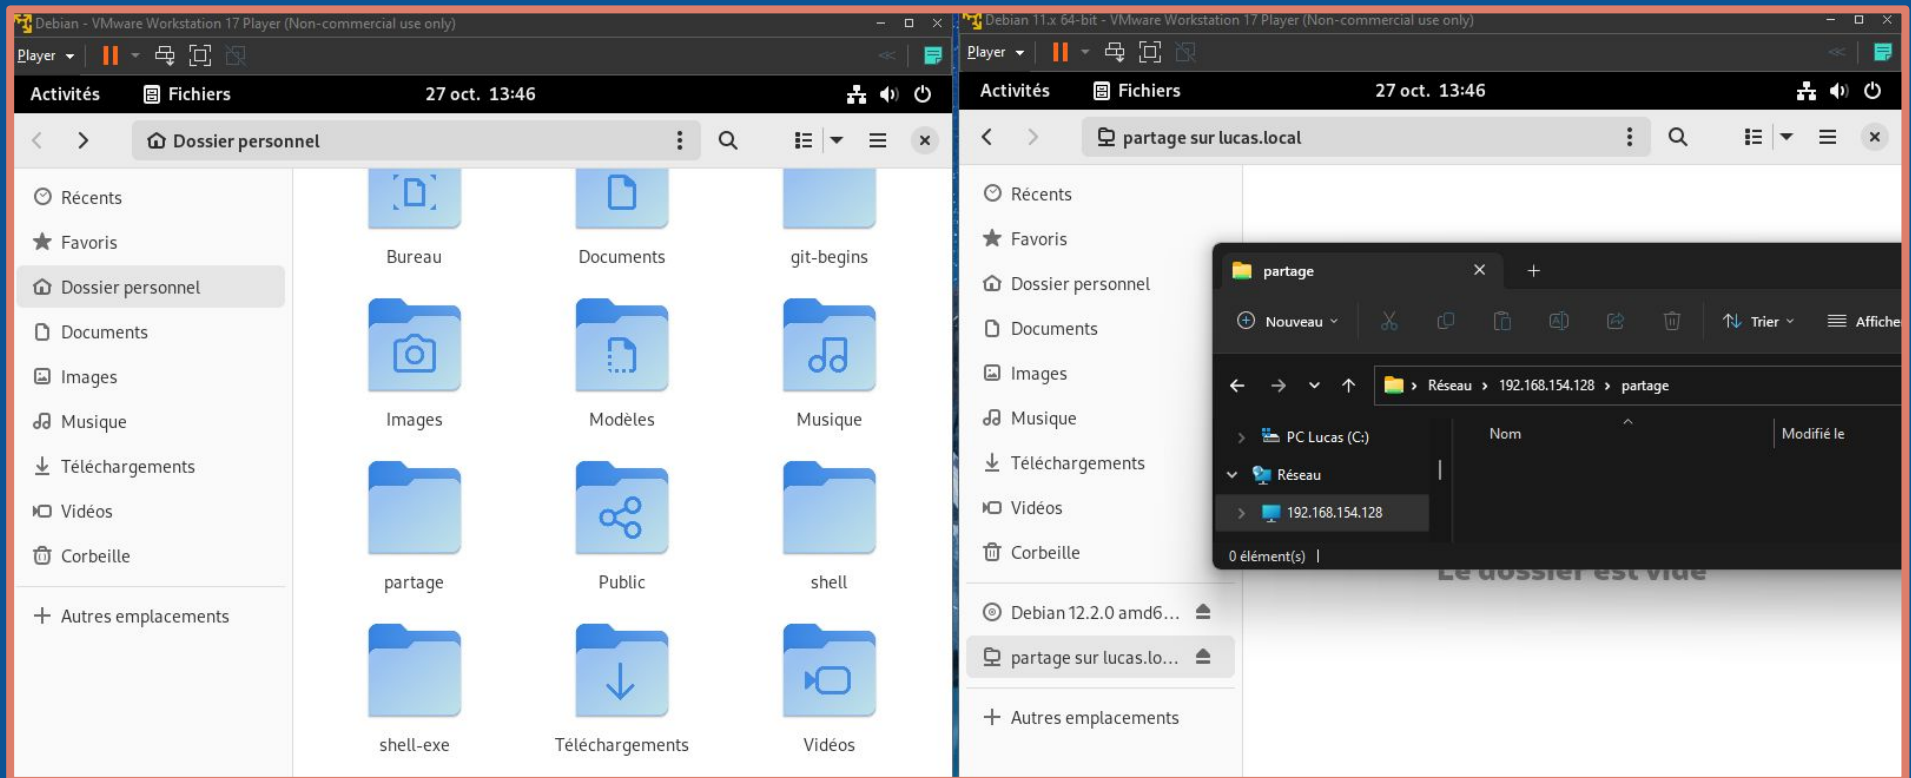 Debian - VMware Workstation 17 Player (Non-commercial use only)
Player
Activités Fichiers 27 oct. 13:46
Dossier personnel
Récents
Favoris
Dossier personnel
Documents
Images
Musique
Téléchargements
Vidéos
Corbeille
Autres emplacements
Bureau Documents git-begins
Images Modèles Musique
partage Public shell
shell-exe Téléchargements Vidéos
Debian 11.x 64-bit - VMware Workstation 17 Player (Non-commercial use only)
Player
Activités Fichiers 27 oct. 13:46
partage sur lucas.local
Récents
Favoris
Dossier personnel
Documents
Images
Musique
Téléchargements
Vidéos
Corbeille
Debian 12.2.0 amd6...
partage sur lucas.lo...
Autres emplacements
partage
Nouveau Trier Affiche
Réseau > 192.168.154.128 > partage
PC Lucas (C:)
Réseau
192.168.154.128
Nom Modifié le
0 élément(s)
Le dossier est vide